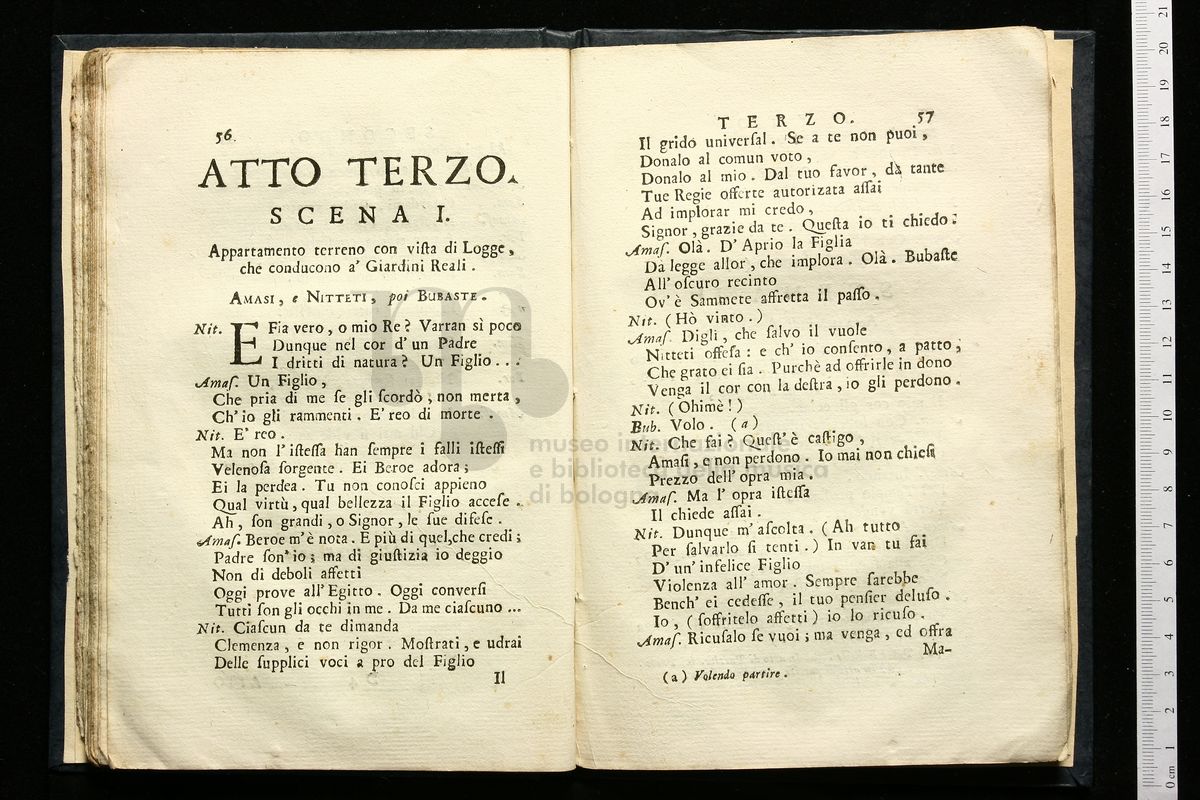 56
ATTO TERZO.
SCENA I.
Appartamento terreno con viſta di Logge,
che conducono a' Giardini Reali.
AMASI, e NITTETI, poi BUBASTE.
Nit. E Fia vero, o mio Re? Varran sì poco
Dunque nel cor d' un Padre
I dritti di natura? Un Figlio...
Amaſ. Un Figlio,
Che pria di me ſe gli ſcordò, non merta,
Ch' io gli rammenti. E' reo di morte.
Nit. E' reo.
Ma non l' iſteſſa han ſempre i falli iſteſſi
Velenoſa ſorgente. Ei Beroe adora;
Ei la perdea. Tu non conoſci appieno
Qual virtù, qual bellezza il Figlio acceſe.
Ah, ſon grandi, o Signor, le ſue difeſe.
Amaſ. Beroe m' è nota. E più di quel, che credi;
Padre ſon' io; ma di giuſtizia io deggio
Non di deboli affetti
Oggi prove all' Egitto. Oggi converſi
Tutti ſon gli occhi in me. Da me ciaſcuno ...
Nit. Ciaſcun da te dimanda
Clemenza, e non rigor. Moſtrati, e udrai
Delle ſupplici voci a pro del Figlio
Il
TERZO. 57
Il grido univerſal. Se a te non puoi,
Donalo al comun voto,
Donalo al mio. Dal tuo favor, da tante
Tue Regie offerte autorizata aſſai
Ad implorar mi credo,
Signor, grazie da te. Queſta io ti chiedo.
Amaſ. Olà. D' Aprio la Figlia
Dà legge allor, che implora. Olà. Bubaſte
All' oſcuro recinto
Ov' è Sammete affretta il paſſo.
Nit. (Hò vinto.)
Amaſ. Digli, che ſalvo il vuole
Nitteti offeſa: e ch' io conſento, a patto,
Che grato ei ſia. Purchè ad offrirle in dono
Venga il cor con la deſtra, io gli perdono.
Nit. (Ohimè!)
Bub. Volo. (a)
Nit. Che fai? Queſt' è caſtigo,
Amaſi, e non perdono. Io mai non chieſi
Prezzo dell' opra mia.
Amaſ. Ma l' opra iſteſſa
Il chiede aſſai.
Nit. Dunque m' aſcolta. (Ah tutto
Per ſalvarlo ſi tenti.) In van tu fai
D' un' infelice Figlio
Violenza all' amor. Sempre ſarebbe
Bench' ei cedeſſe, il tuo penſier deluſo.
Io, (ſoffritelo affetti) io lo ricuſo.
Amaſ. Ricuſalo ſe vuoi; ma venga, ed offra
Ma-
(a) Volendo partire.
museo internazionale
e biblioteca della musica
di bologna